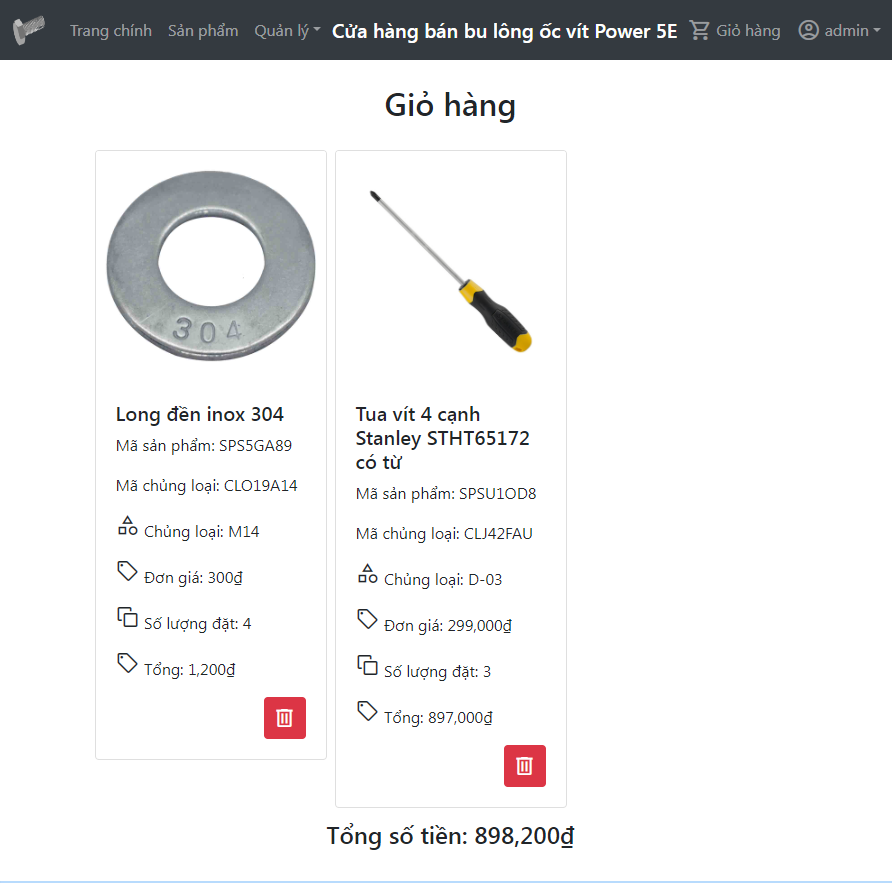 Trang chính Sản phẩm Quản lý Cửa hàng bán bu lông ốc vít Power 5E Giỏ hàng admin
Giỏ hàng
304
Long đền inox 304
Mã sản phẩm: SPS5GA89
Mã chủng loại: CLO19A14
Chủng loại: M14
Đơn giá: 300₫
Số lượng đặt: 4
Tổng: 1,200₫
Tua vít 4 cạnh
Stanley STHT65172
có từ
Mã sản phẩm: SPSU1OD8
Mã chủng loại: CLJ42FAU
Chủng loại: D-03
Đơn giá: 299,000₫
Số lượng đặt: 3
Tổng: 897,000₫
Tổng số tiền: 898,200₫